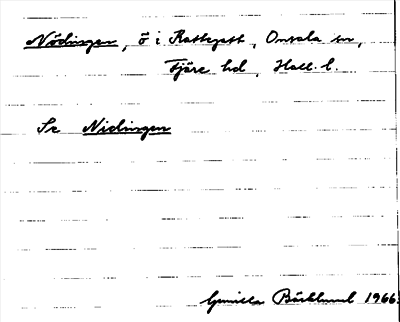 Nödingen, ö i Kattegatt, Onsala sn,
Fjäre hd, Hall. l.
Se Nidingen
Gunilla Bäcklund 1966.